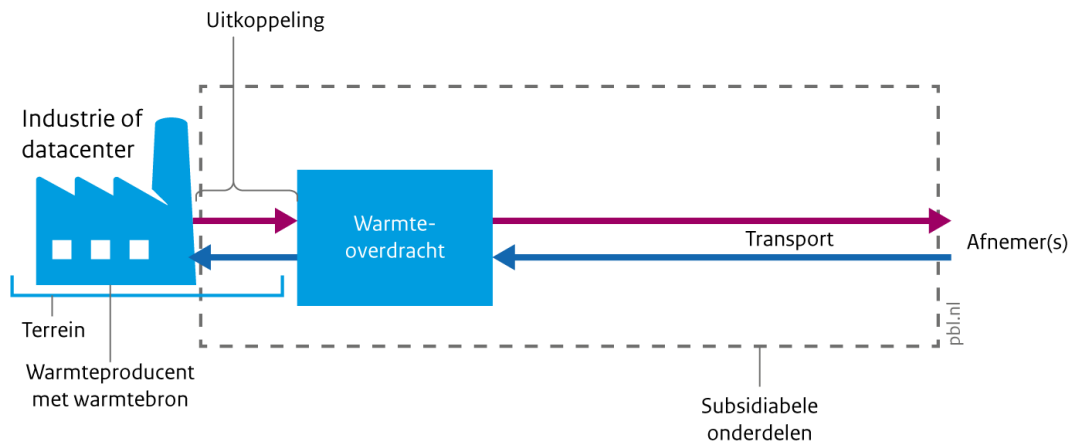 Uitkoppeling
Industrie of
datacenter
Warmte-
overdracht
Transport
Afnemer(s)
Terrein
Warmteproducent
met warmtebron
Subsidiabele
onderdelen
pbl.nl